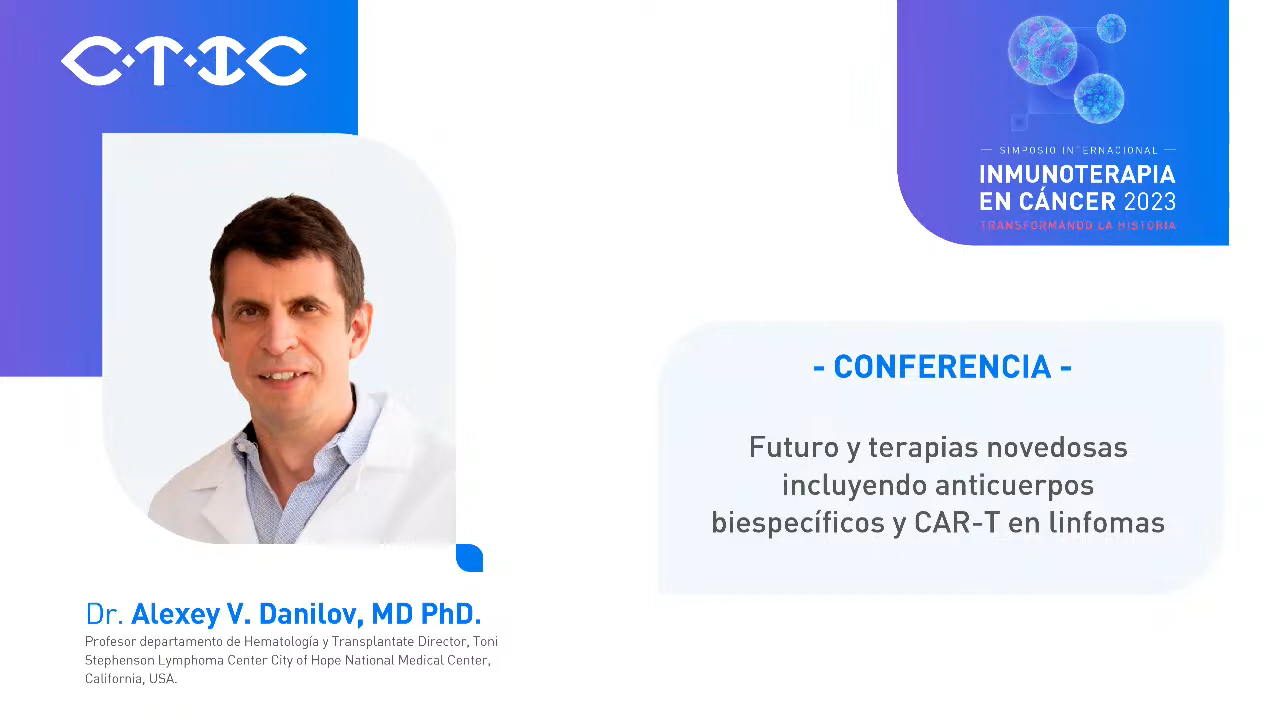 C·T·I·C
SIMPOSIO INTERNACIONAL
INMUNOTERAPIA
EN CÁNCER 2023
TRANSFORMANDO LA HISTORIA
- CONFERENCIA -
Futuro y terapias novedosas
incluyendo anticuerpos
biespecíficos y CAR-T en linfomas
Dr. Alexey V. Danilov, MD PhD.
Profesor departamento de Hematología y Transplantate Director, Toni
Stephenson Lymphoma Center City of Hope National Medical Center,
California, USA.